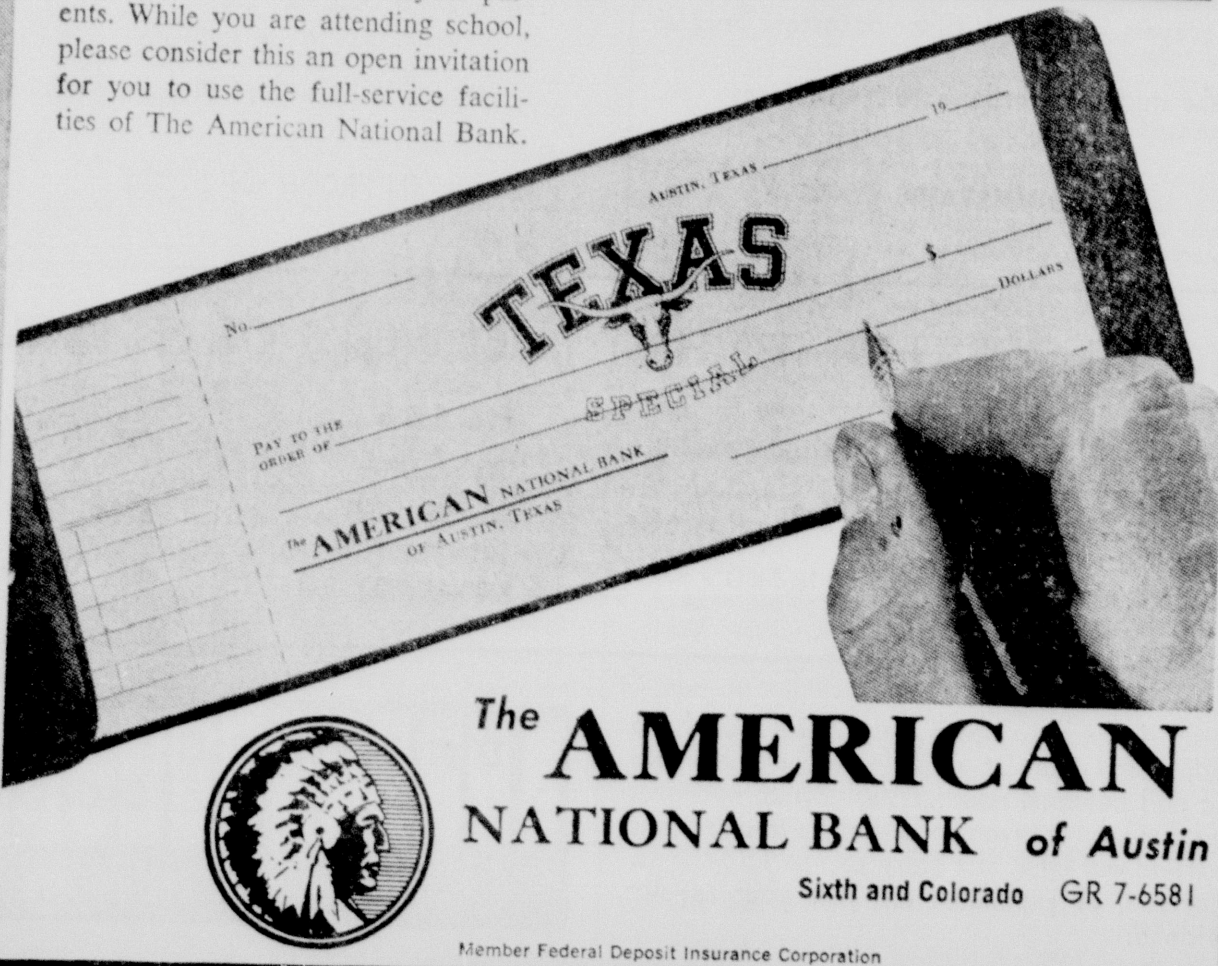 ents. While you are attending school,
please consider this an open invitation
for you to use the full-service facili-
ties of The American National Bank.
19
AUSTIN, TEXAS
TEXAS
No.
$
DOLLARS
SPECIAL
PAY TO THE
ORDER OF
The AMERICAN NATIONAL BANK
OF AUSTIN, TEXAS
The AMERICAN
NATIONAL BANK of Austin
Sixth and Colorado GR 7-6581
Member Federal Deposit Insurance Corporation